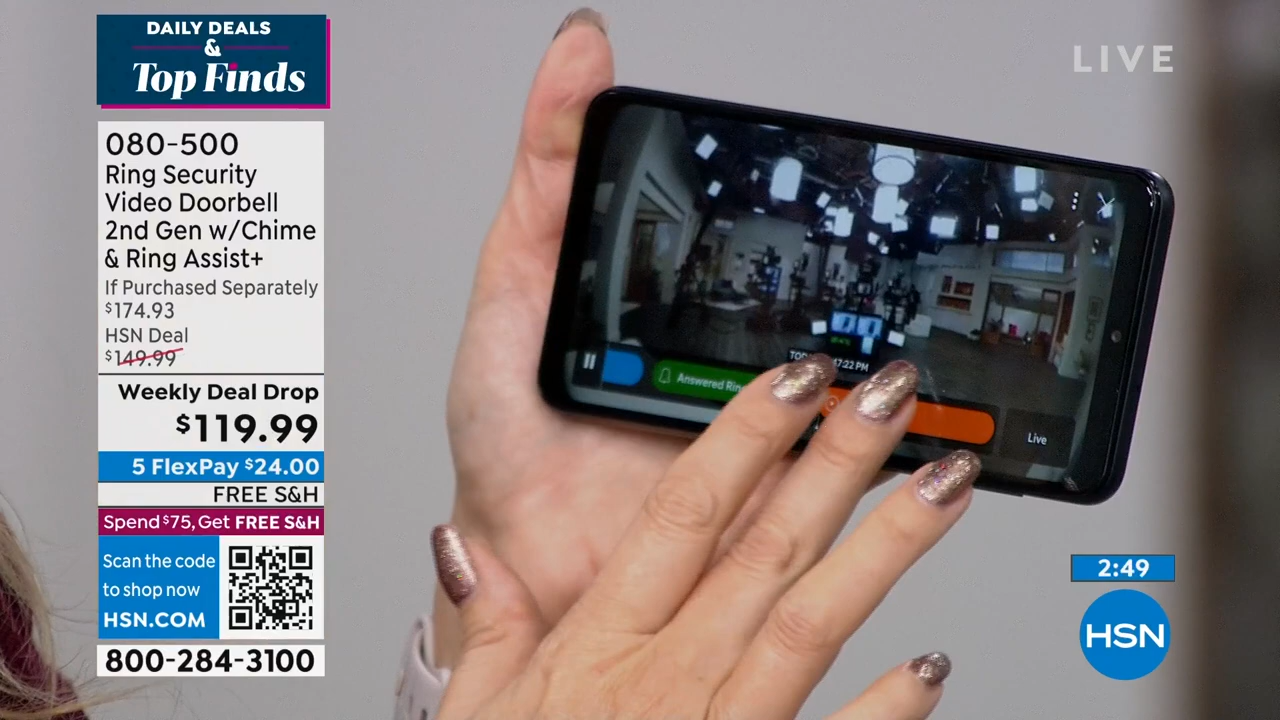 DAILY DEALS
&
Top Finds
080-500
Ring Security
Video Doorbell
2nd Gen w/Chime
& Ring Assist+
If Purchased Separately
$174.93
HSN Deal
$149.99
Weekly Deal Drop
$119.99
5 FlexPay $24.00
FREE S&H
Spend $75, Get FREE S&H
Scan the code
to shop now
HSN.COM
800-284-3100
LIVE
Answered
Live
2:49
HSN